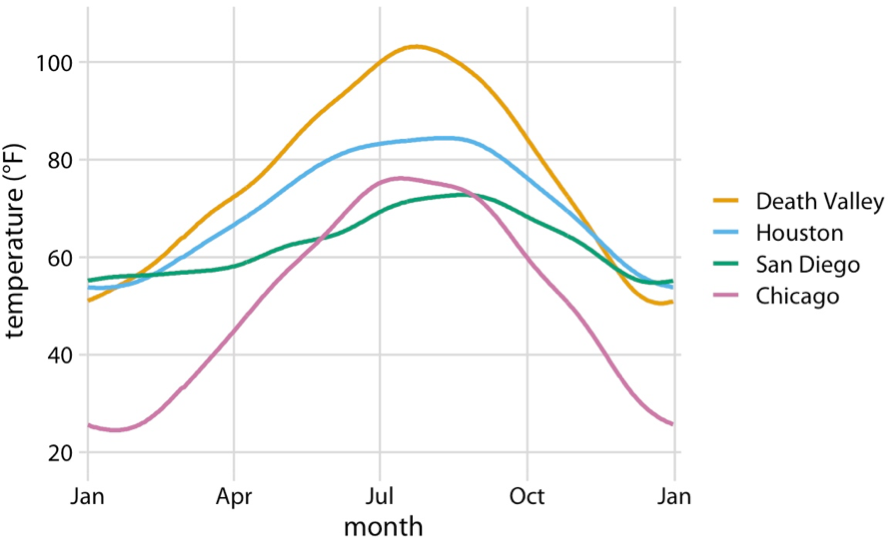 100
80
60
40
20
temperature (°F)
Jan Apr Jul Oct Jan
month
Death Valley
Houston
San Diego
Chicago